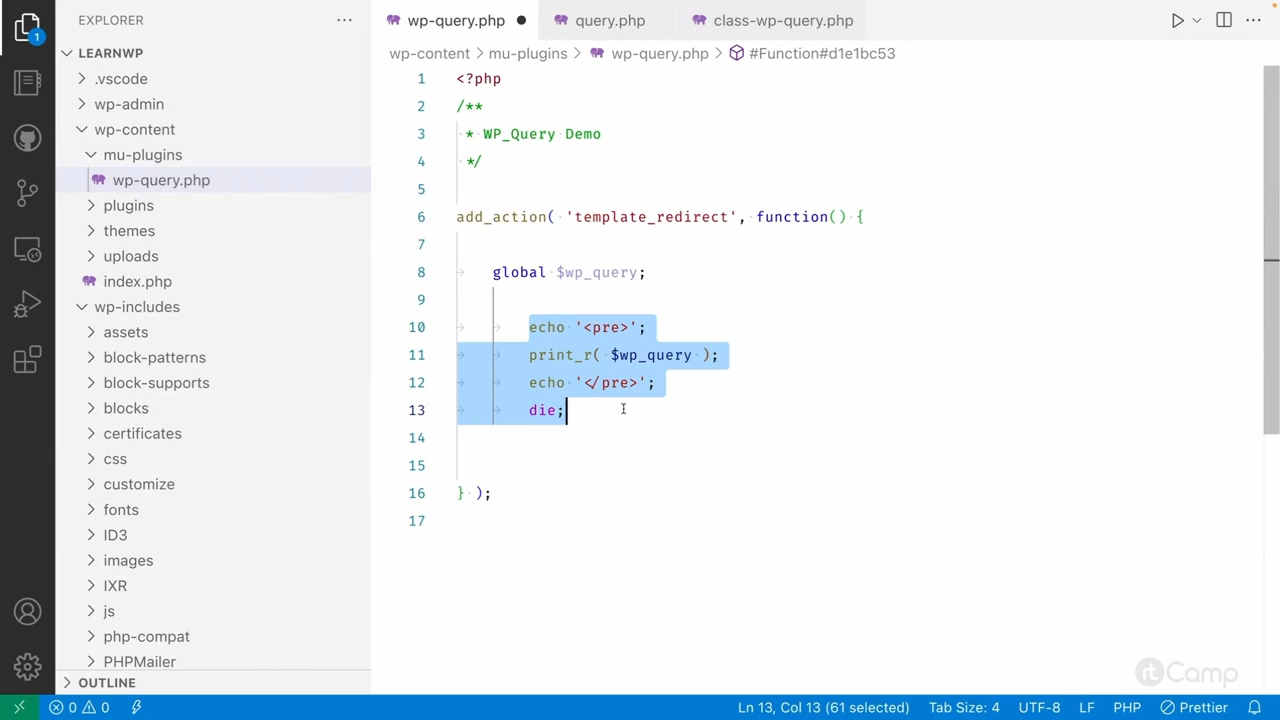 EXPLORER
wp-query.php
query.php
class-wp-query.php
1
LEARNWP
wp-content
mu-plugins
wp-query.php
#Function#d1e1bc53
.vscode
wp-admin
wp-content
mu-plugins
wp-query.php
plugins
themes
uploads
index.php
wp-includes
assets
block-patterns
block-supports
blocks
certificates
css
customize
fonts
ID3
images
IXR
js
php-compat
PHPMailer
OUTLINE
1 <?php
2 /**
3 * WP_Query Demo
4 */
5
6 add_action( 'template_redirect', function() {
7
8 global $wp_query;
9
10 echo '<pre>';
11 print_r( $wp_query );
12 echo '</pre>';
13 die;
14
15
16 } );
17
rtCamp
0 0
Ln 13, Col 13 (61 selected)
Tab Size: 4
UTF-8
LF
PHP
Prettier